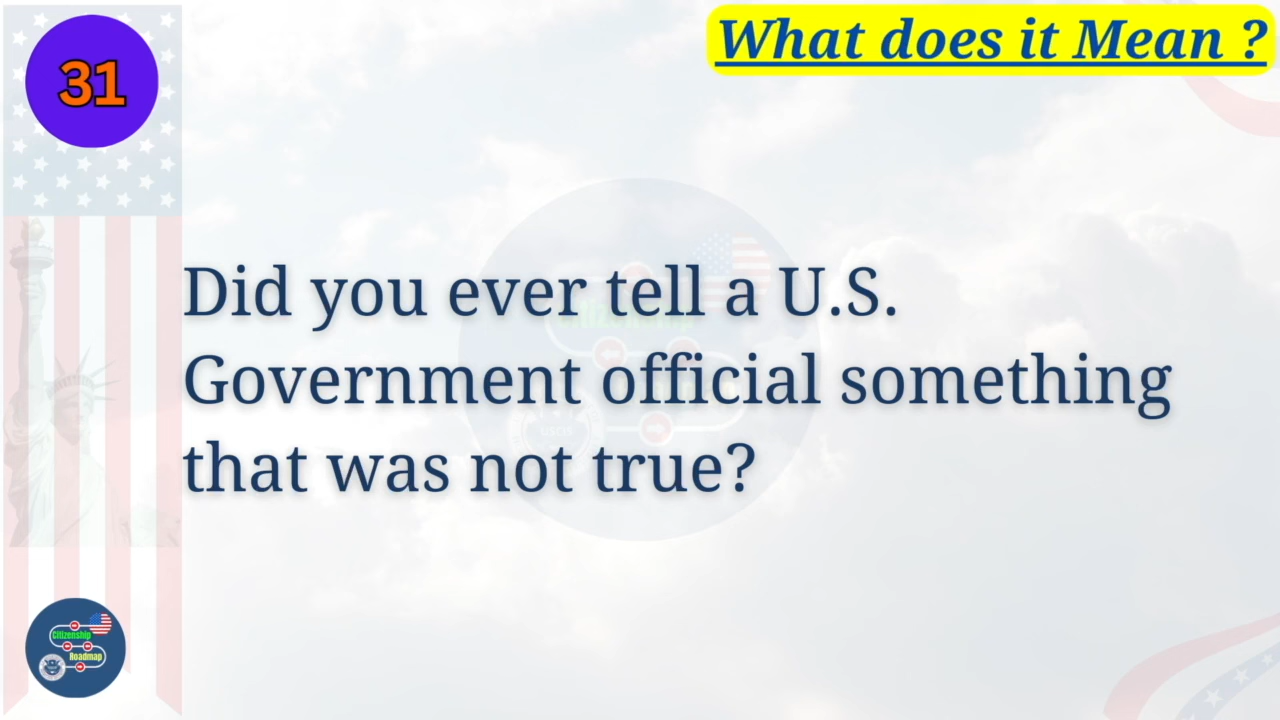 What does it Mean ?
31
Did you ever tell a U.S.
Government official something
that was not true?
Citizenship
Roadmap